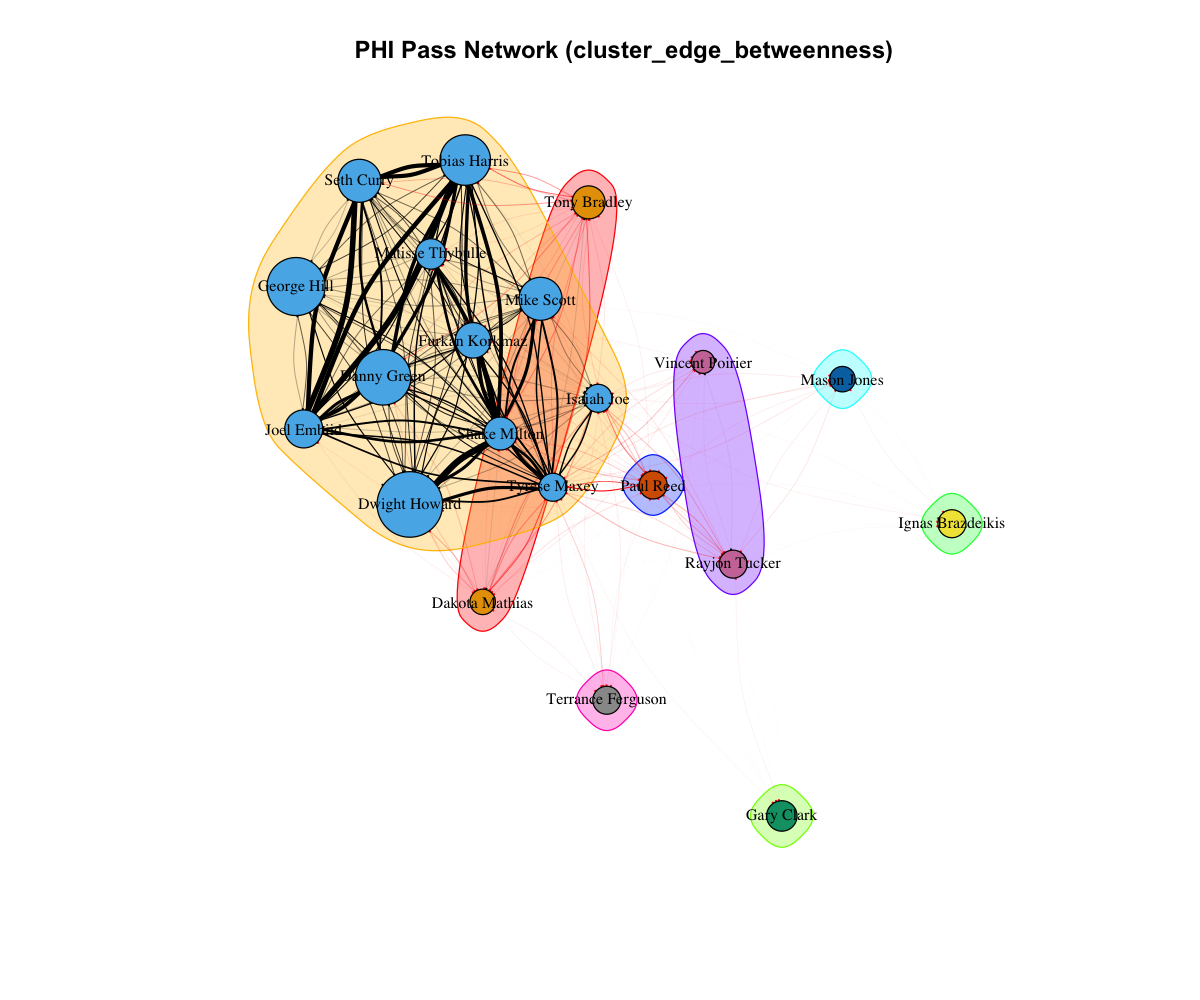 PHI Pass Network (cluster_edge_betweenness)
Tobias Harris
Seth Curry
Tony Bradley
Matisse Thybulle
George Hill
Mike Scott
Furkan Korkmaz
Vincent Poirier
Danny Green
Mason Jones
Isaiah Joe
Joel Embiid
Shake Milton
Tyrese Maxey
Paul Reed
Dwight Howard
Ignas Brazdeikis
Rayjon Tucker
Dakota Mathias
Terrance Ferguson
Gary Clark